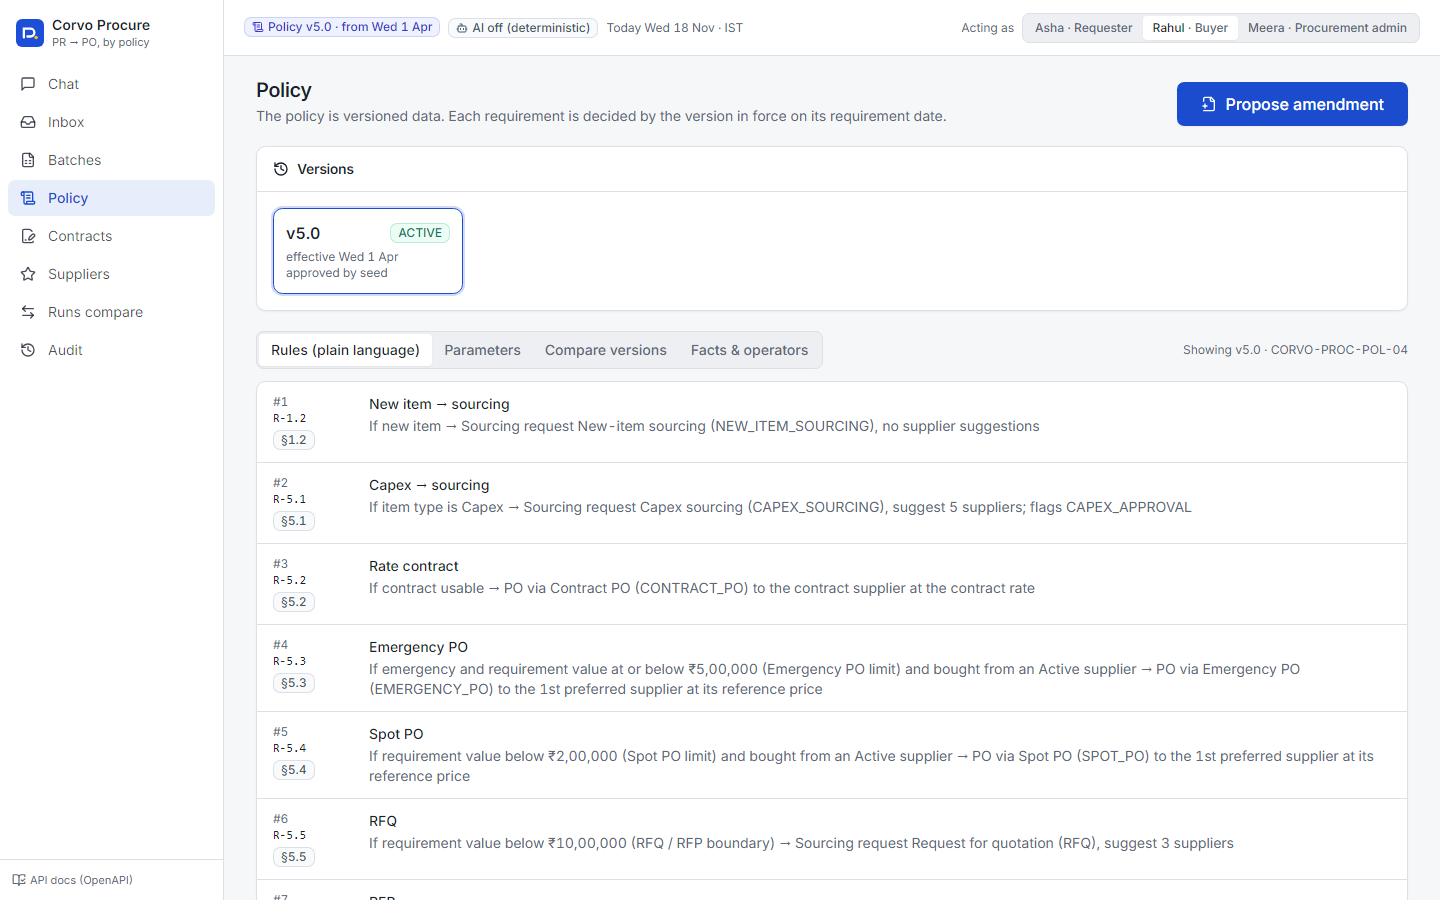 Corvo Procure
PR → PO, by policy
Chat
Inbox
Batches
Policy
Contracts
Suppliers
Runs compare
Audit
API docs (OpenAPI)
Policy v5.0 · from Wed 1 Apr
AI off (deterministic)
Today Wed 18 Nov · IST
Acting as
Asha · Requester
Rahul · Buyer
Meera · Procurement admin
Policy
The policy is versioned data. Each requirement is decided by the version in force on its requirement date.
Propose amendment
Versions
v5.0
ACTIVE
effective Wed 1 Apr
approved by seed
Rules (plain language)
Parameters
Compare versions
Facts & operators
Showing v5.0 · CORVO-PROC-POL-04
#1
R-1.2
§1.2
New item → sourcing
If new item → Sourcing request New-item sourcing (NEW_ITEM_SOURCING), no supplier suggestions
#2
R-5.1
§5.1
Capex → sourcing
If item type is Capex → Sourcing request Capex sourcing (CAPEX_SOURCING), suggest 5 suppliers; flags CAPEX_APPROVAL
#3
R-5.2
§5.2
Rate contract
If contract usable → PO via Contract PO (CONTRACT_PO) to the contract supplier at the contract rate
#4
R-5.3
§5.3
Emergency PO
If emergency and requirement value at or below ₹5,00,000 (Emergency PO limit) and bought from an Active supplier → PO via Emergency PO
(EMERGENCY_PO) to the 1st preferred supplier at its reference price
#5
R-5.4
§5.4
Spot PO
If requirement value below ₹2,00,000 (Spot PO limit) and bought from an Active supplier → PO via Spot PO (SPOT_PO) to the 1st preferred supplier at its
reference price
#6
R-5.5
§5.5
RFQ
If requirement value below ₹10,00,000 (RFQ / RFP boundary) → Sourcing request Request for quotation (RFQ), suggest 3 suppliers